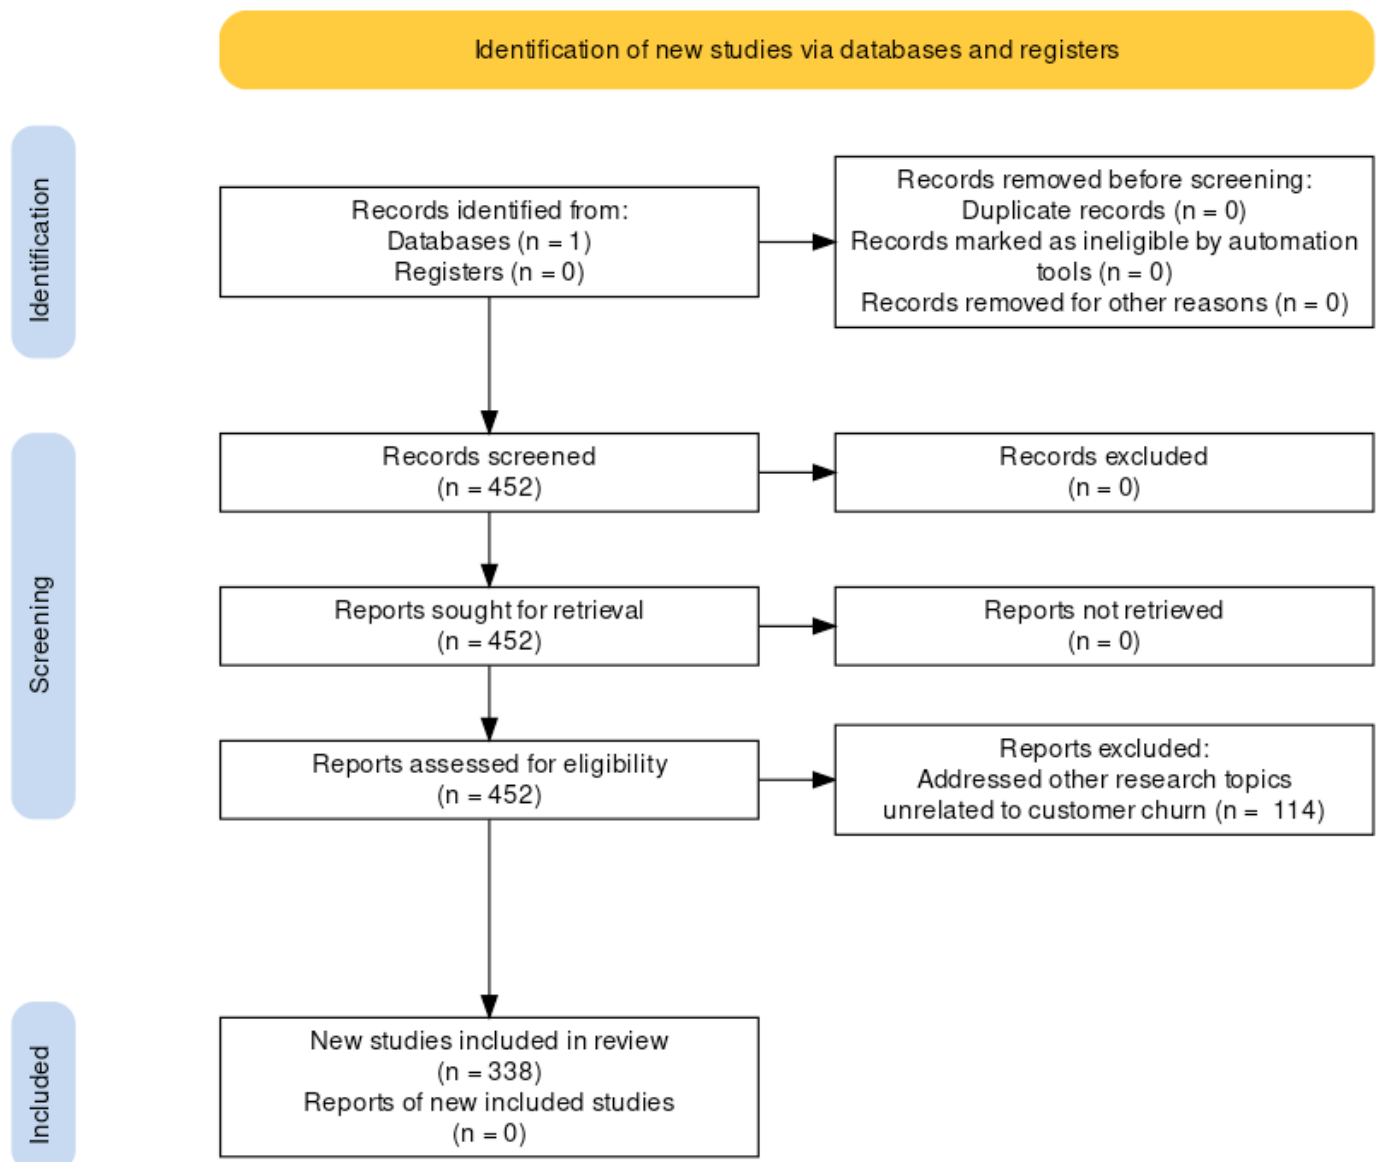 Identification of new studies via databases and registers
Identification
Records identified from:
Databases (n = 1)
Registers (n = 0)
Records removed before screening:
Duplicate records (n = 0)
Records marked as ineligible by automation
tools (n = 0)
Records removed for other reasons (n = 0)
Screening
Records screened
(n = 452)
Records excluded
(n = 0)
Reports sought for retrieval
(n = 452)
Reports not retrieved
(n = 0)
Reports assessed for eligibility
(n = 452)
Reports excluded:
Addressed other research topics
unrelated to customer churn (n =  114)
Included
New studies included in review
(n = 338)
Reports of new included studies
(n = 0)